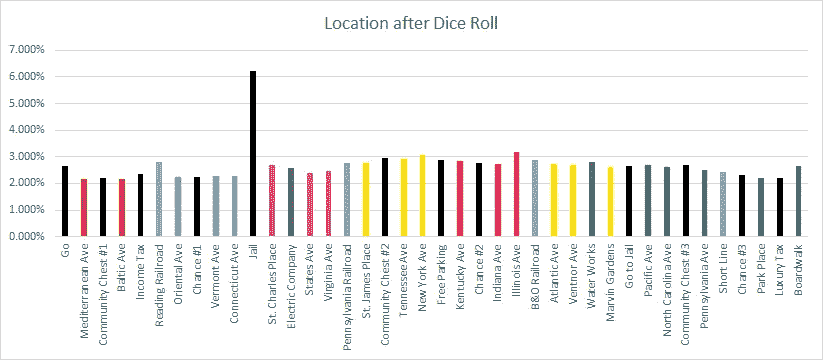 Location after Dice Roll
7.000%
6.000%
5.000%
4.000%
3.000%
2.000%
1.000%
0.000%
Go
Mediterranean Ave
Community Chest #1
Baltic Ave
Income Tax
Reading Railroad
Oriental Ave
Chance #1
Vermont Ave
Connecticut Ave
Jail
St. Charles Place
Electric Company
States Ave
Virginia Ave
Pennsylvania Railroad
St. James Place
Community Chest #2
Tennessee Ave
New York Ave
Free Parking
Kentucky Ave
Chance #2
Indiana Ave
Illinois Ave
B&O Railroad
Atlantic Ave
Ventnor Ave
Water Works
Marvin Gardens
Go to Jail
Pacific Ave
North Carolina Ave
Community Chest #3
Pennsylvania Ave
Short Line
Chance #3
Park Place
Luxury Tax
Boardwalk